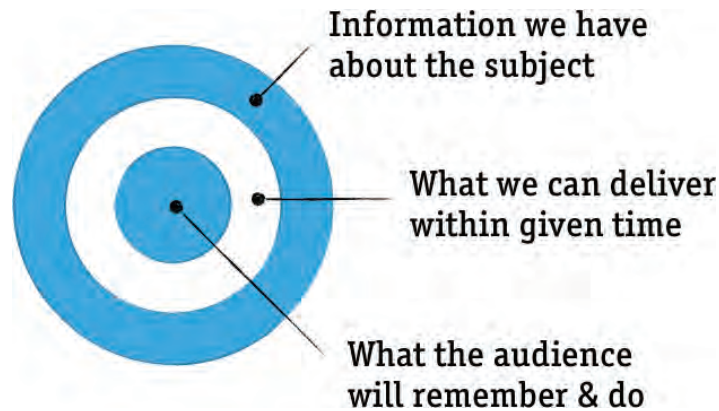 Information we have
about the subject
What we can deliver
within given time
What the audience
will remember & do